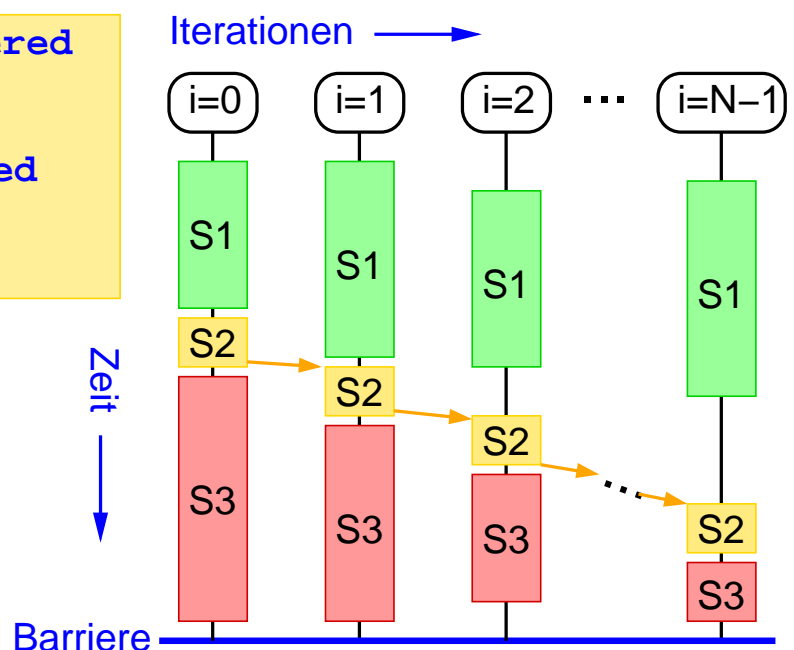 Iterationen
ered
ed
i=0 i=1 i=2 ... i=N−1
S1 S1 S1 S1
S2 S2 S2 S2
S3 S3 S3 S3
Zeit
Barriere